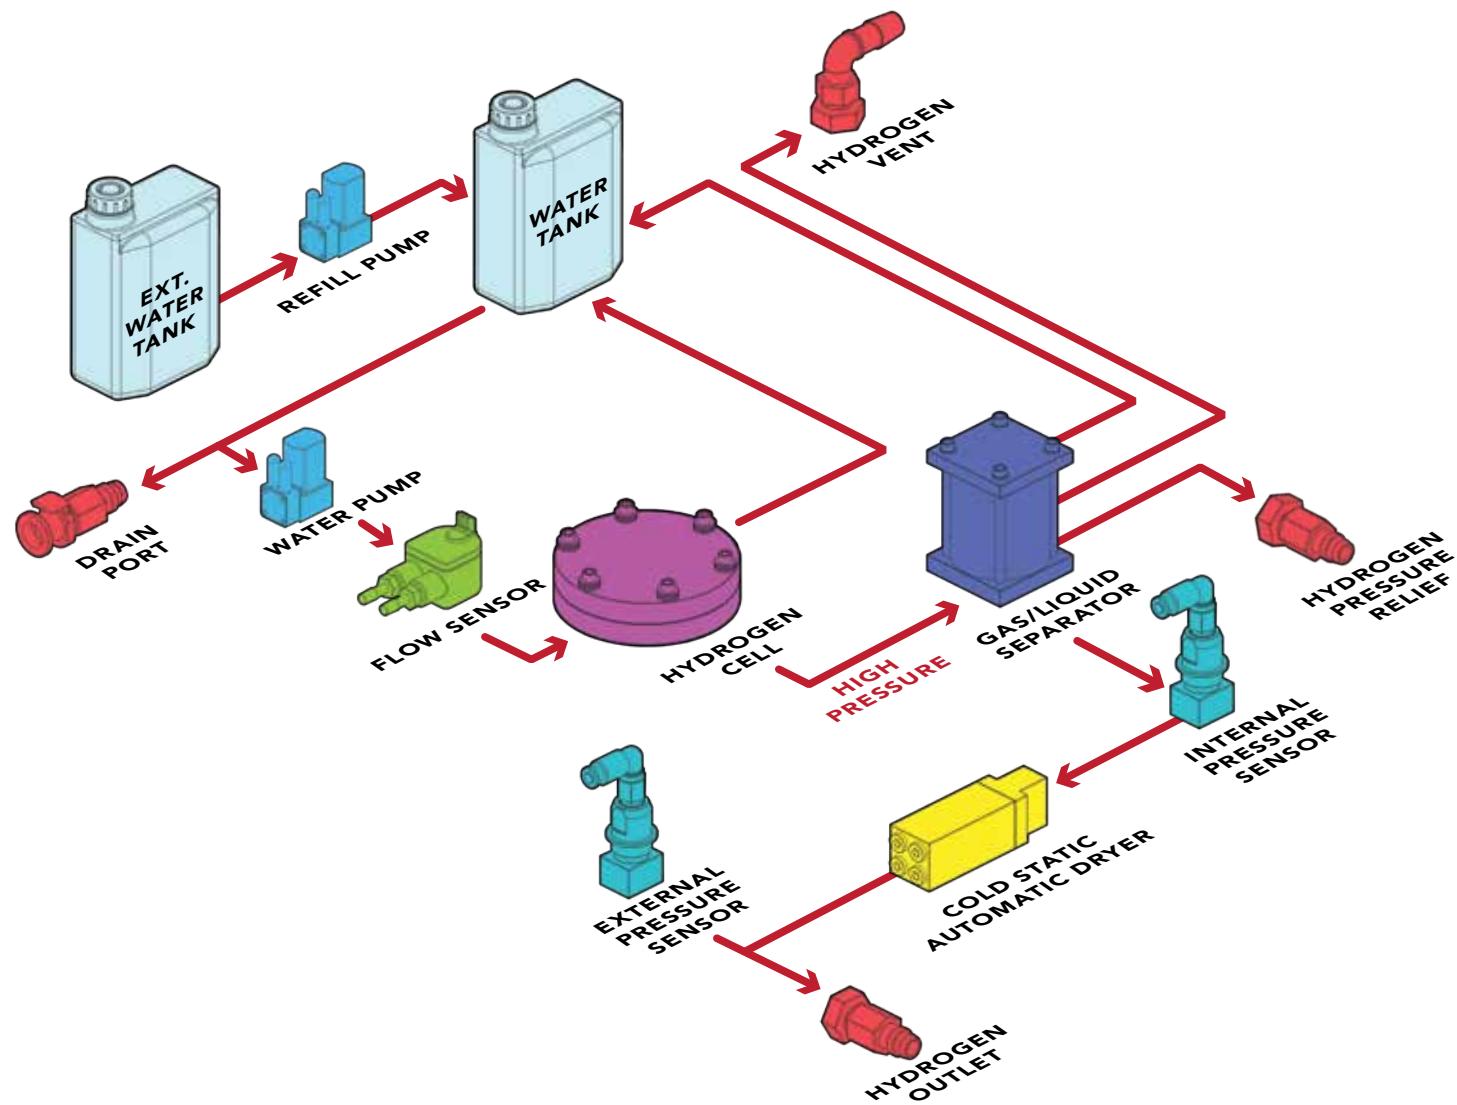 HYDROGEN
VENT
WATER
TANK
EXT.
WATER
TANK
REFILL PUMP
DRAIN
PORT
WATER PUMP
FLOW SENSOR
HYDROGEN
CELL
HIGH
PRESSURE
GAS/LIQUID
SEPARATOR
HYDROGEN
PRESSURE
RELIEF
INTERNAL
PRESSURE
SENSOR
COLD STATIC
AUTOMATIC DRYER
EXTERNAL
PRESSURE
SENSOR
HYDROGEN
OUTLET